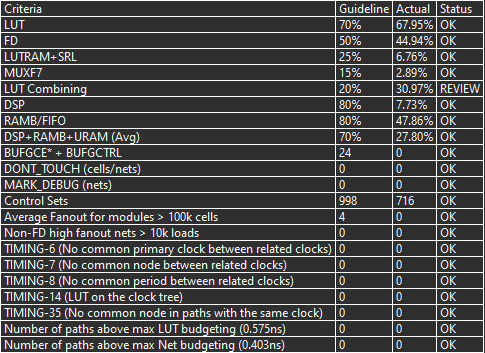 Criteria Guideline Actual Status
LUT 70% 67.95% OK
FD 50% 44.94% OK
LUTRAM+SRL 25% 6.76% OK
MUXF7 15% 2.89% OK
LUT Combining 20% 30.97% REVIEW
DSP 80% 7.73% OK
RAMB/FIFO 80% 47.86% OK
DSP+RAMB+URAM (Avg) 70% 27.80% OK
BUFGCE* + BUFGCTRL 24 0 OK
DONT_TOUCH (cells/nets) 0 0 OK
MARK_DEBUG (nets) 0 0 OK
Control Sets 998 716 OK
Average Fanout for modules > 100k cells 4 0 OK
Non-FD high fanout nets > 10k loads 0 0 OK
TIMING-6 (No common primary clock between related clocks) 0 0 OK
TIMING-7 (No common node between related clocks) 0 0 OK
TIMING-8 (No common period between related clocks) 0 0 OK
TIMING-14 (LUT on the clock tree) 0 0 OK
TIMING-35 (No common node in paths with the same clock) 0 0 OK
Number of paths above max LUT budgeting (0.575ns) 0 0 OK
Number of paths above max Net budgeting (0.403ns) 0 0 OK